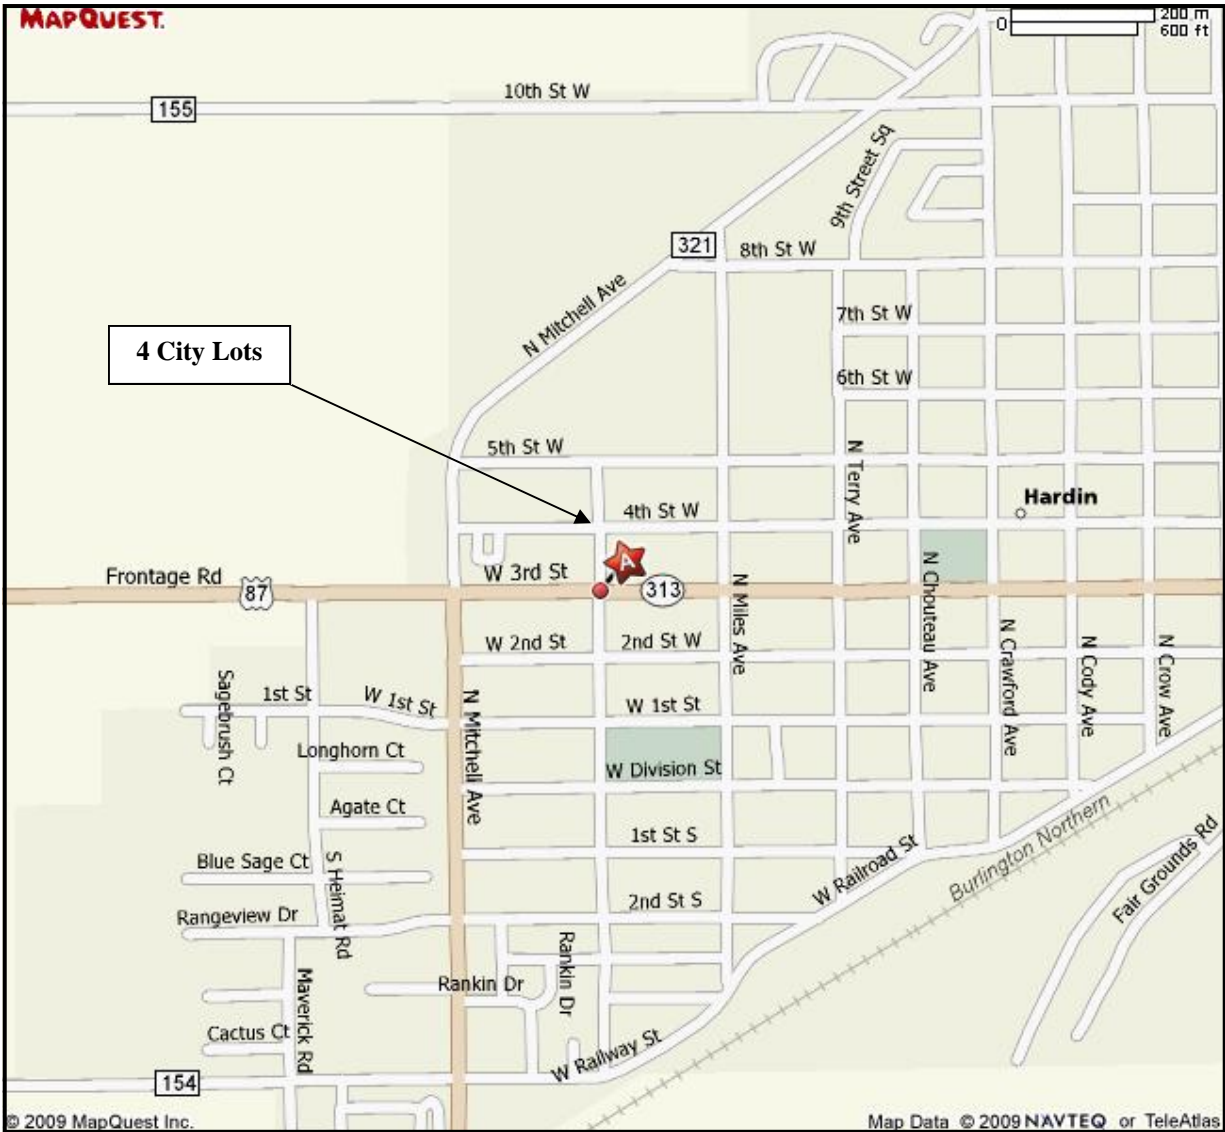 MAPQUEST.
0
200 m
600 ft
10th St W
155
9th Street Sq
321
8th St W
N Mitchell Ave
7th St W
4 City Lots
6th St W
5th St W
N Terry Ave
Hardin
4th St W
A
W 3rd St
Frontage Rd
87
313
N Miles Ave
N Chouteau Ave
W 2nd St
2nd St W
N Crawford Ave
N Cody Ave
N Crow Ave
Sagebrush Ct
1st St
W 1st St
N Mitchell Ave
W 1st St
Longhorn Ct
W Division St
Agate Ct
1st St S
Blue Sage Ct
S Heimat Rd
W Railroad St
Burlington Northern
Fair Grounds Rd
2nd St S
Rangeview Dr
Rankin Dr
Rankin Dr
Maverick Rd
Cactus Ct
W Railway St
154
© 2009 MapQuest Inc.
Map Data © 2009 NAVTEQ or TeleAtlas